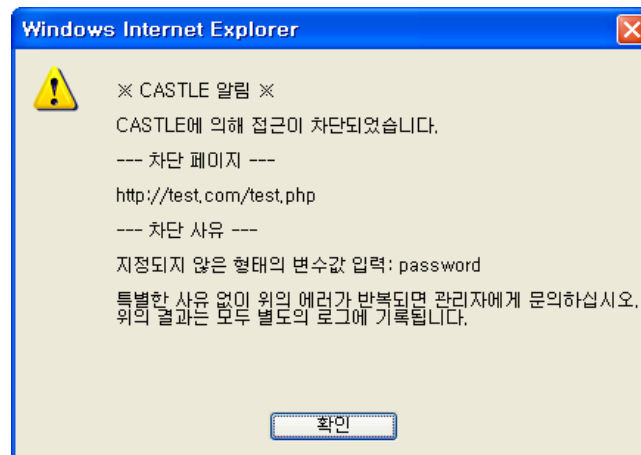 Windows Internet Explorer
※ CASTLE 알림 ※
CASTLE에 의해 접근이 차단되었습니다.
--- 차단 페이지 ---
http://test.com/test.php
--- 차단 사유 ---
지정되지 않은 형태의 변수값 입력: password
특별한 사유 없이 위의 에러가 반복되면 관리자에게 문의하십시오.
위의 결과는 모두 별도의 로그에 기록됩니다.
확인